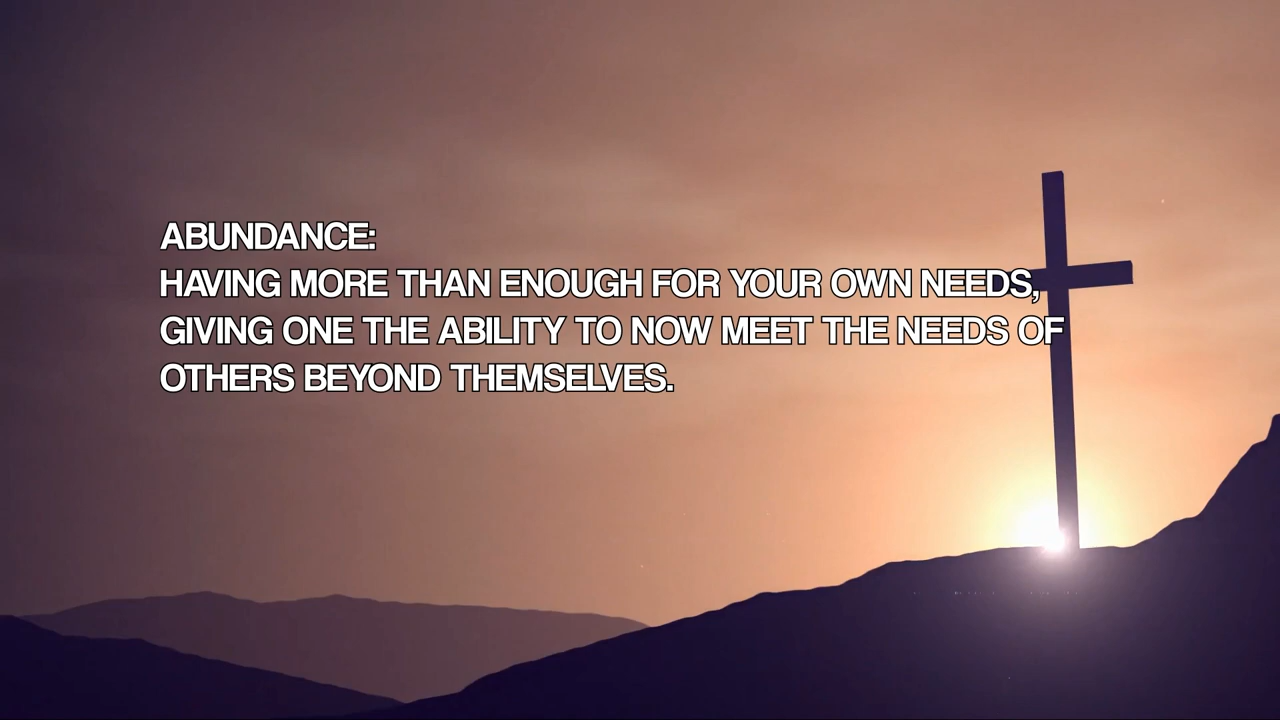 ABUNDANCE:
HAVING MORE THAN ENOUGH FOR YOUR OWN NEEDS,
GIVING ONE THE ABILITY TO NOW MEET THE NEEDS OF
OTHERS BEYOND THEMSELVES.